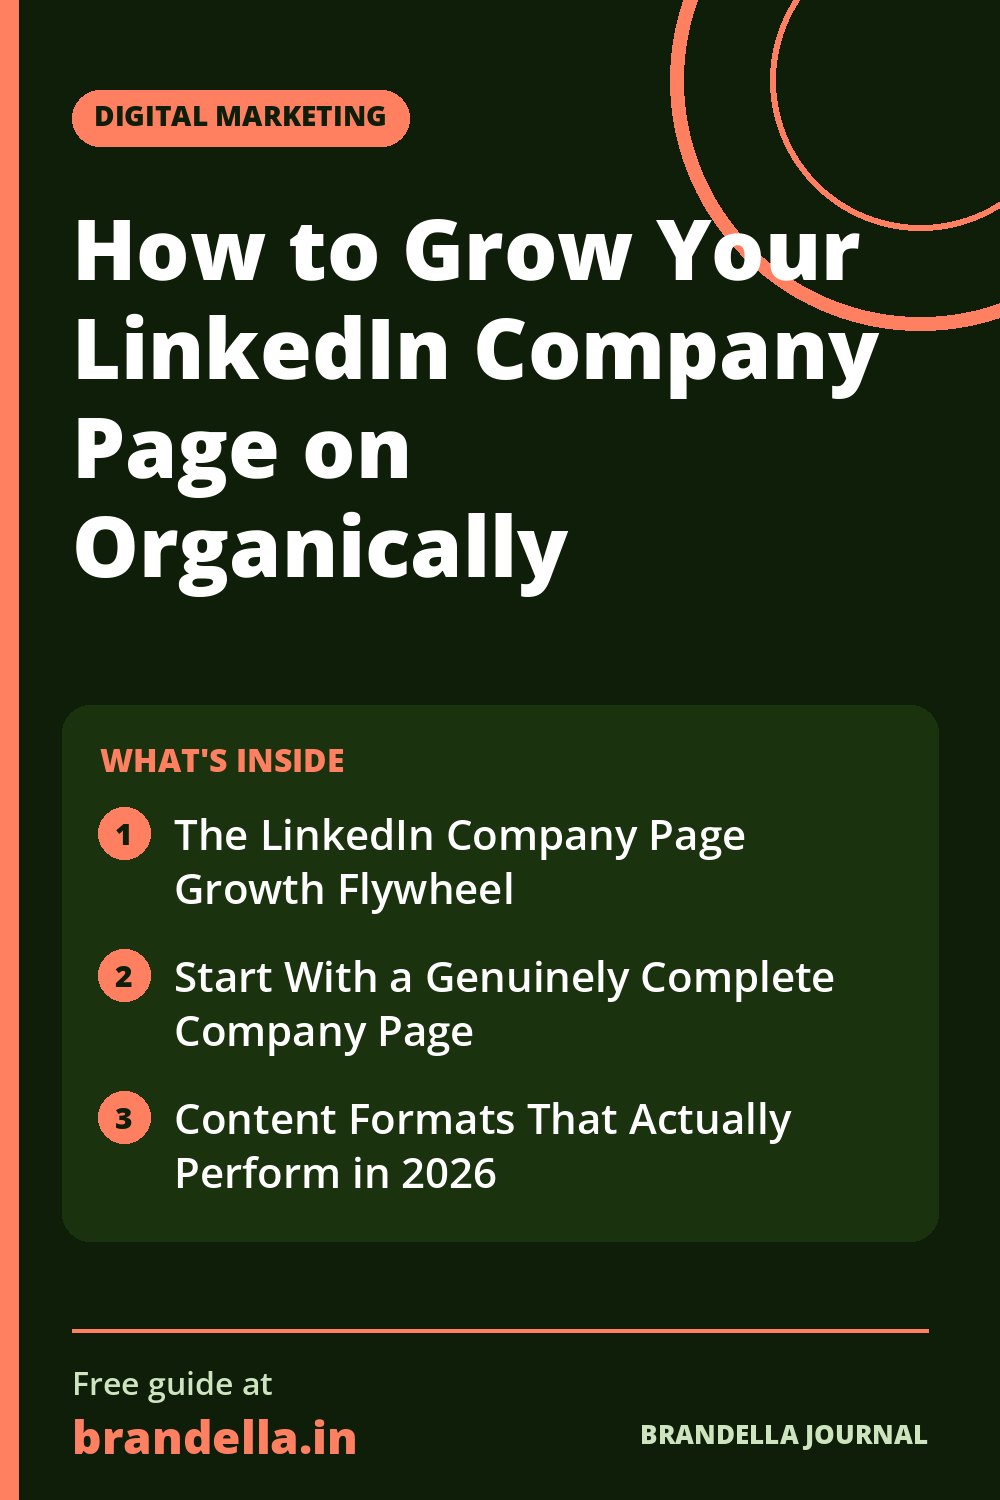 DIGITAL MARKETING
How to Grow Your
LinkedIn Company
Page on
Organically
WHAT'S INSIDE
1 The LinkedIn Company Page
Growth Flywheel
2 Start With a Genuinely Complete
Company Page
3 Content Formats That Actually
Perform in 2026
Free guide at
brandella.in
BRANDELLA JOURNAL